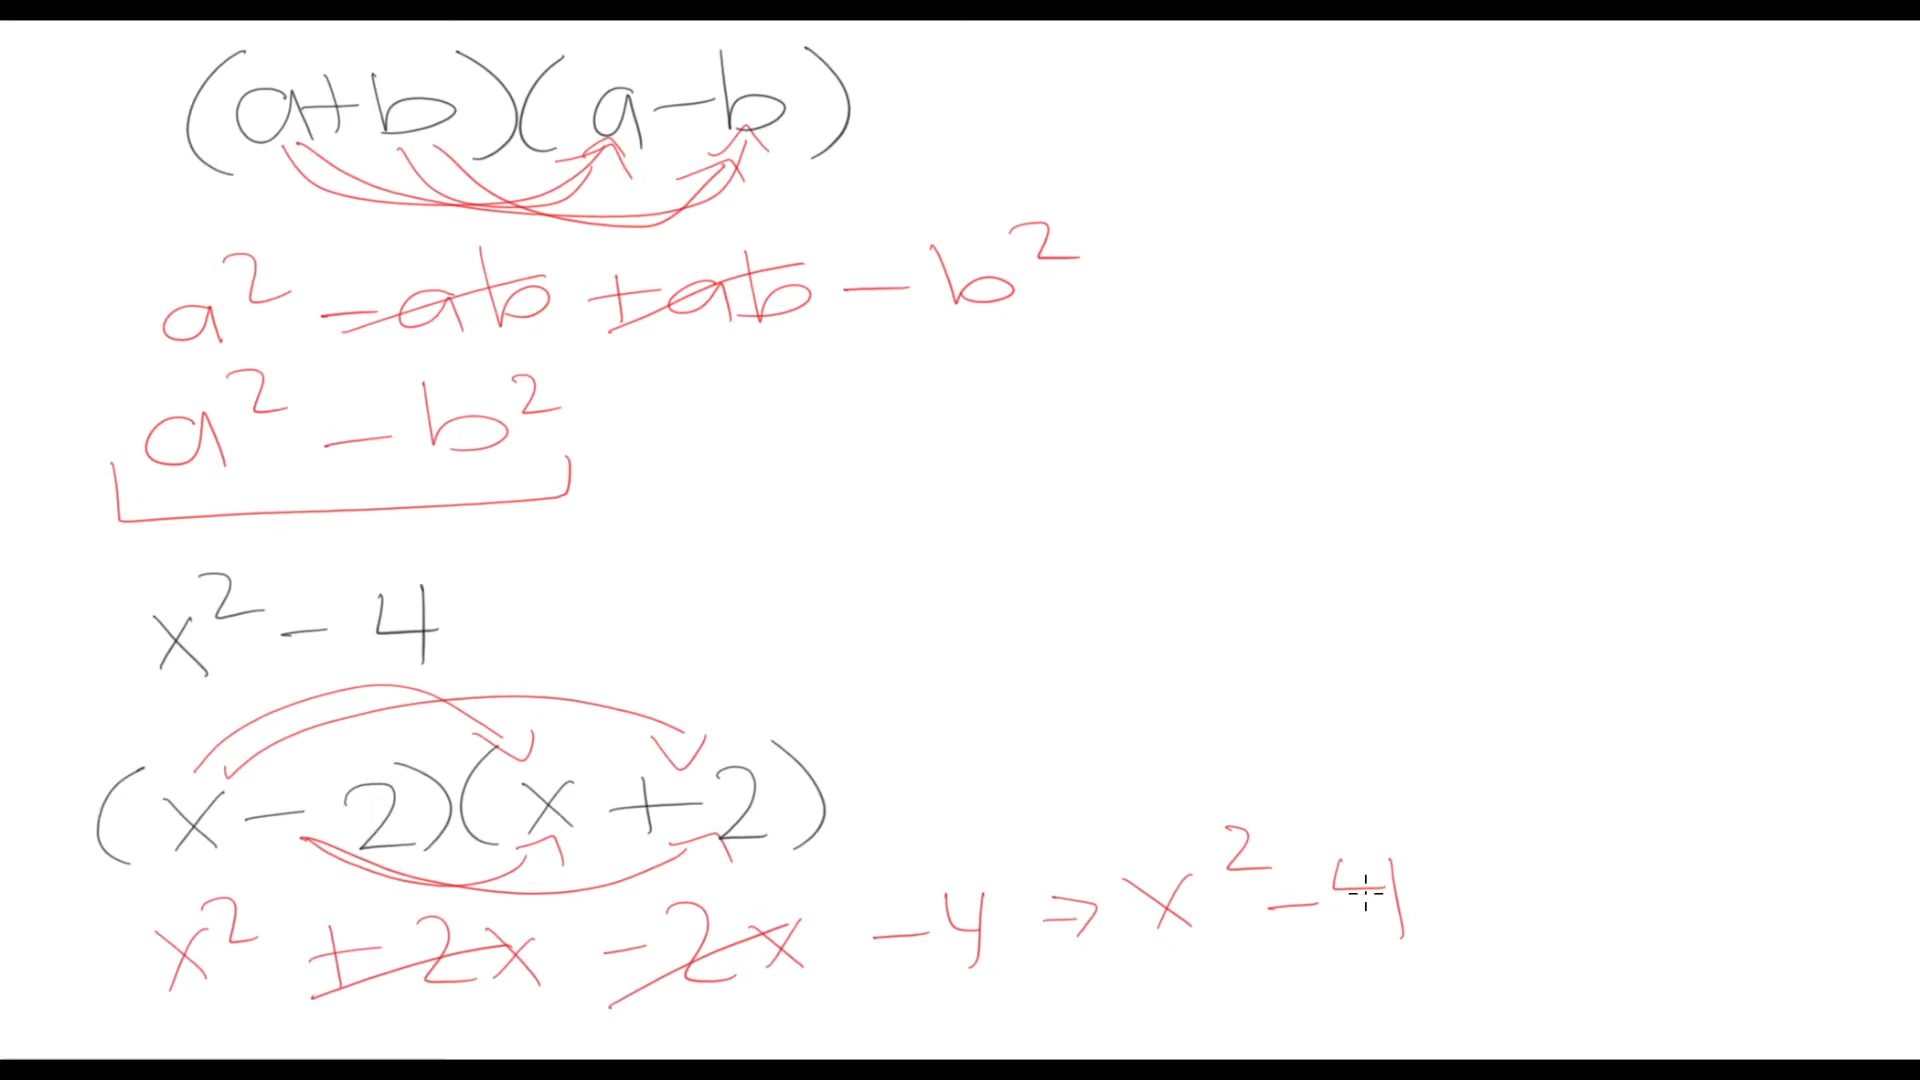 (a+b)(a-b)
a² - ab + ab - b²
a² - b²
x² - 4
(x - 2)(x + 2)
x² + 2x - 2x - 4 ⇒ x² - 4